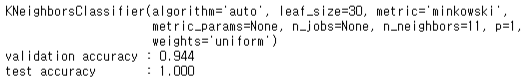 KNeighborsClassifier(algorithm='auto', leaf_size=30, metric='minkowski',
                     metric_params=None, n_jobs=None, n_neighbors=11, p=1,
                     weights='uniform')
validation accuracy : 0.944
test accuracy       : 1.000